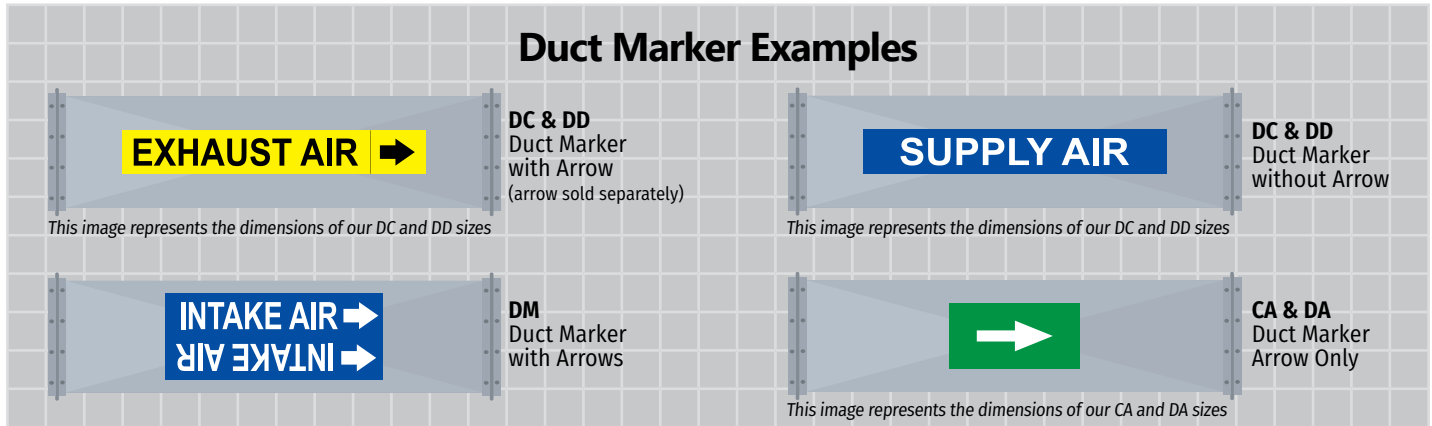 Duct Marker Examples
EXHAUST AIR
DC & DD
Duct Marker
with Arrow
(arrow sold separately)
This image represents the dimensions of our DC and DD sizes
SUPPLY AIR
DC & DD
Duct Marker
without Arrow
This image represents the dimensions of our DC and DD sizes
INTAKE AIR
INTAKE AIR
DM
Duct Marker
with Arrows
CA & DA
Duct Marker
Arrow Only
This image represents the dimensions of our CA and DA sizes